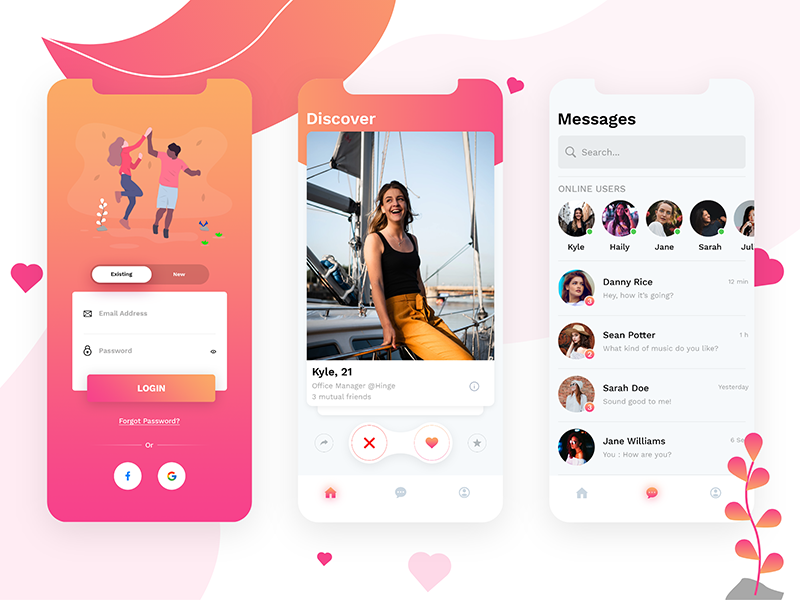 Existing
New
Email Address
Password
LOGIN
Forgot Password?
Or
Discover
Kyle, 21
Office Manager @Hinge
3 mutual friends
Messages
Search...
ONLINE USERS
Kyle
Haily
Jane
Sarah
Jul
Danny Rice
12 min
Hey, how it's going?
3
Sean Potter
1 h
What kind of music do you like?
2
Sarah Doe
Yesterday
Sound good to me!
3
Jane Williams
6 Se
You : How are you?